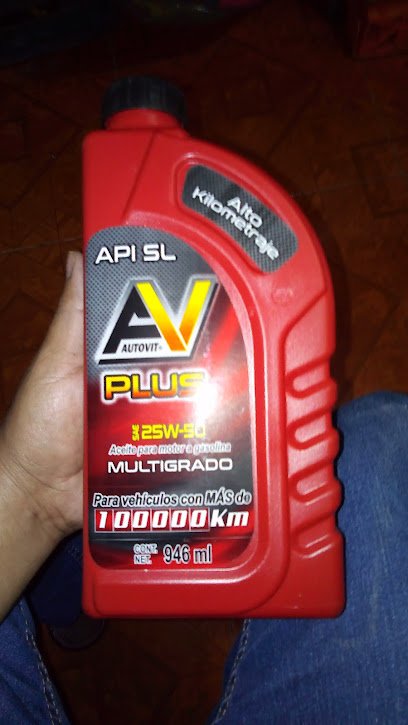 Alto
Kilometraje
API SL
AV
AUTOVIT
PLUS
SAE 25W-50
Aceite para motor a gasolina
MULTIGRADO
Para vehículos con MÁS de
100000Km
CONT.
NET. 946 ml